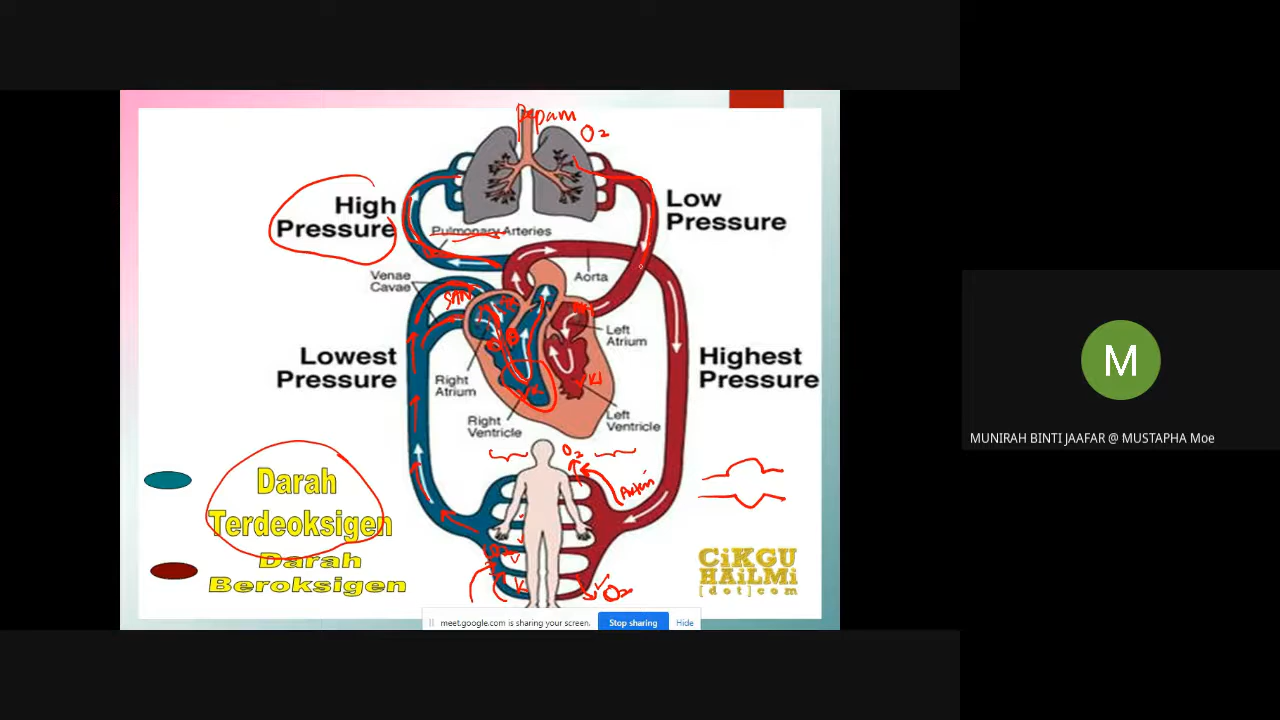 Pepam
O2
High
Pressure
Low
Pressure
Pulmonary Arteries
Aorta
Venae
Cavae
Left
Atrium
Lowest
Pressure
Highest
Pressure
Right
Atrium
Right
Ventricle
Left
Ventricle
O2
Darah
Terdeoksigen
Darah
Beroksigen
O2
CiKGU
HAiLMi
[dot]com
meet.google.com is sharing your screen.
Stop sharing
Hide
M
MUNIRAH BINTI JAAFAR @ MUSTAPHA Moe